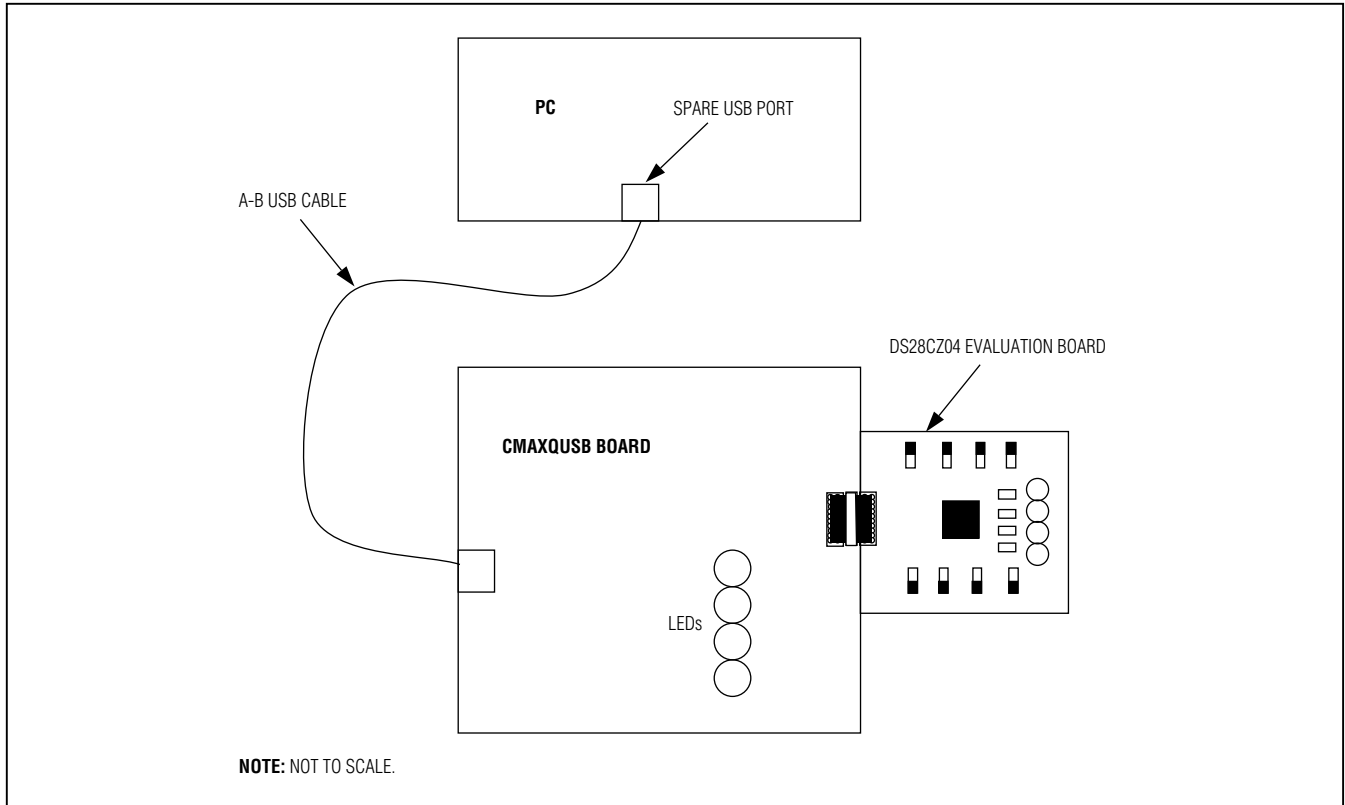 PC
SPARE USB PORT
A-B USB CABLE
DS28CZ04 EVALUATION BOARD
CMAXQUSB BOARD
LEDs
NOTE: NOT TO SCALE.